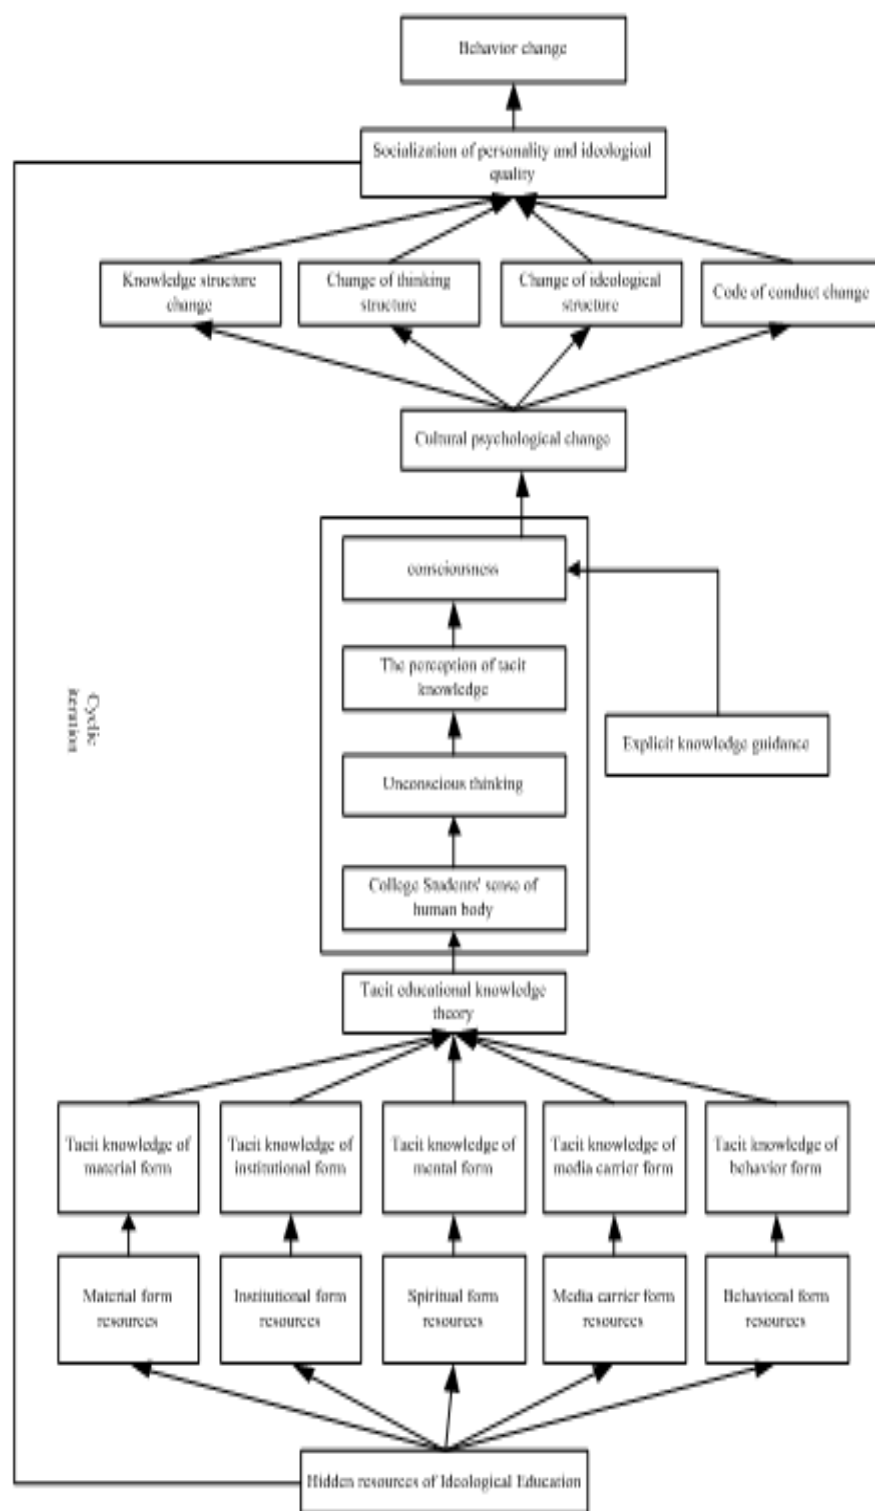 Behavior change
Socialization of personality and ideological
quality
Knowledge structure
change
Change of thinking
structure
Change of ideological
structure
Code of conduct change
Cultural psychological change
consciousness
The perception of tacit
knowledge
Explicit knowledge guidance
Cyclic
iteration
Unconscious thinking
College Students' sense of
human body
Tacit educational knowledge
theory
Tacit knowledge of
material form
Tacit knowledge of
institutional form
Tacit knowledge of
mental form
Tacit knowledge of
media carrier form
Tacit knowledge of
behavior form
Material form
resources
Institutional form
resources
Spiritual form
resources
Media carrier form
resources
Behavioral form
resources
Hidden resources of Ideological Education